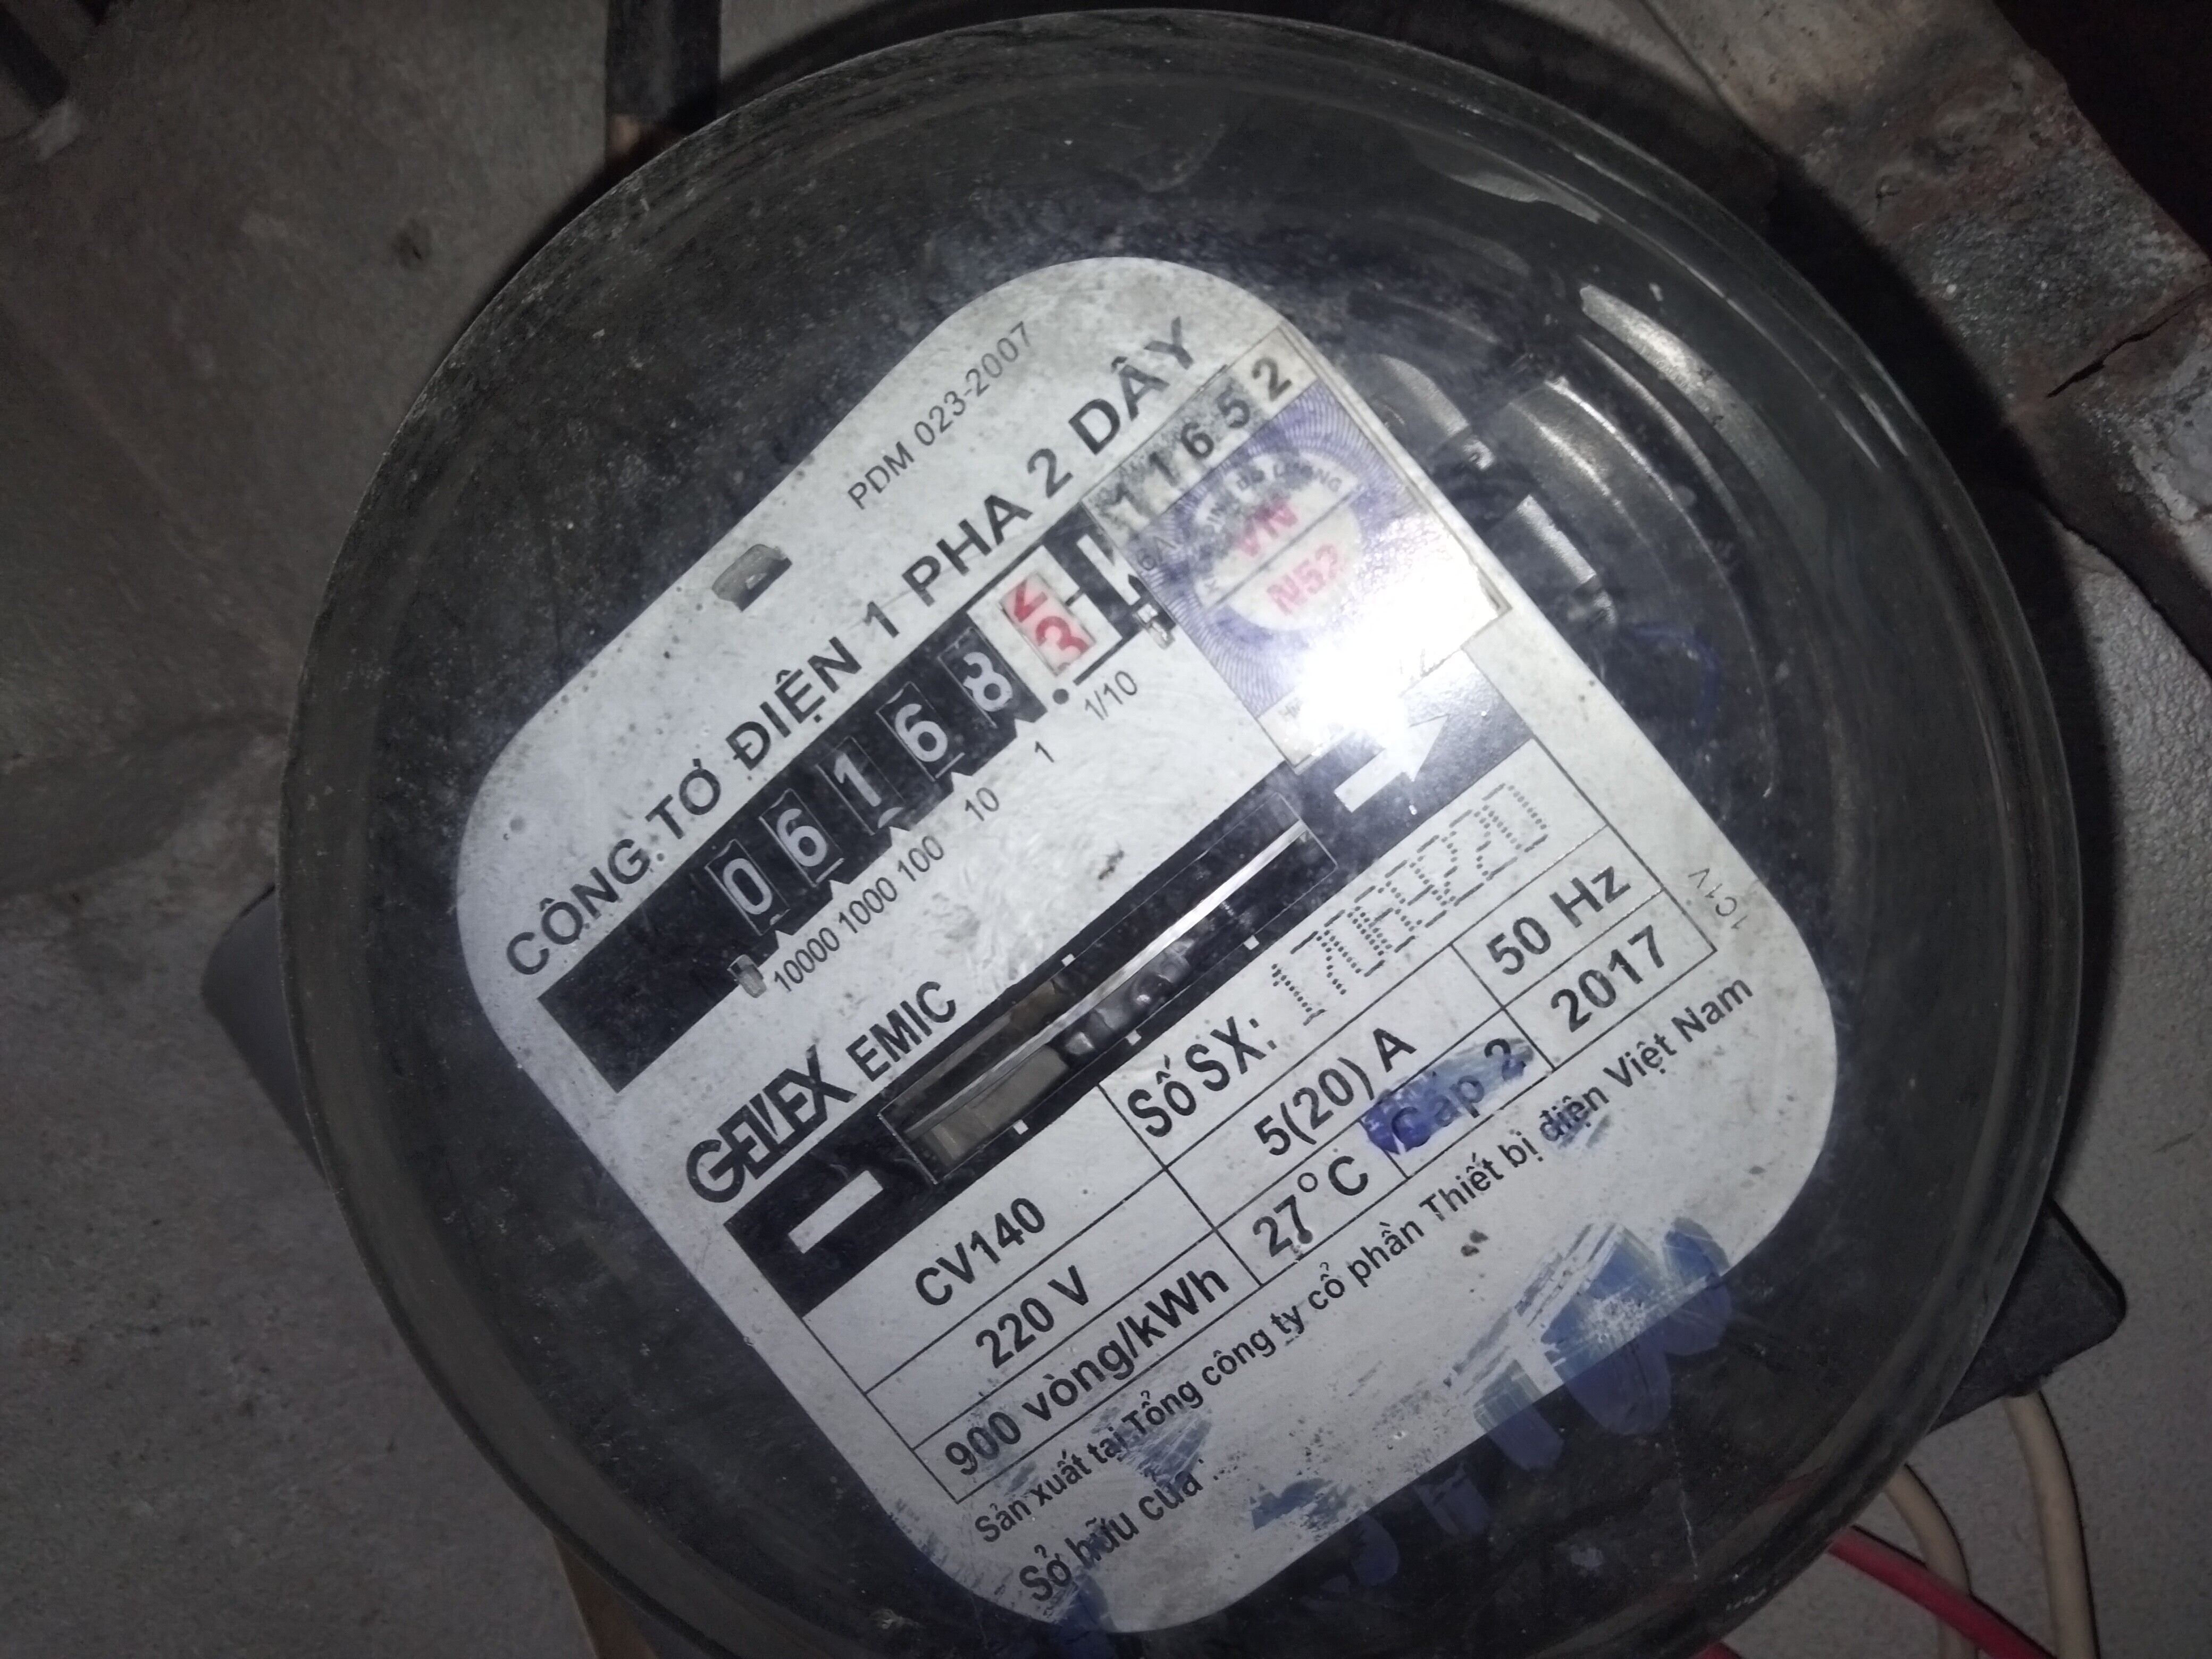 PDM 023-2007
CÔNG TƠ ĐIỆN 1 PHA 2 DÂY
11652
VN
N52
06168
10000 1000 100 10 1 1/10
GELEX EMIC
CV140 Số SX:
220 V 5(20) A 50 Hz
900 vòng/kWh 27°C Cấp 2 2017
Sản xuất tại Tổng công ty cổ phần Thiết bị điện Việt Nam
Sở hữu của